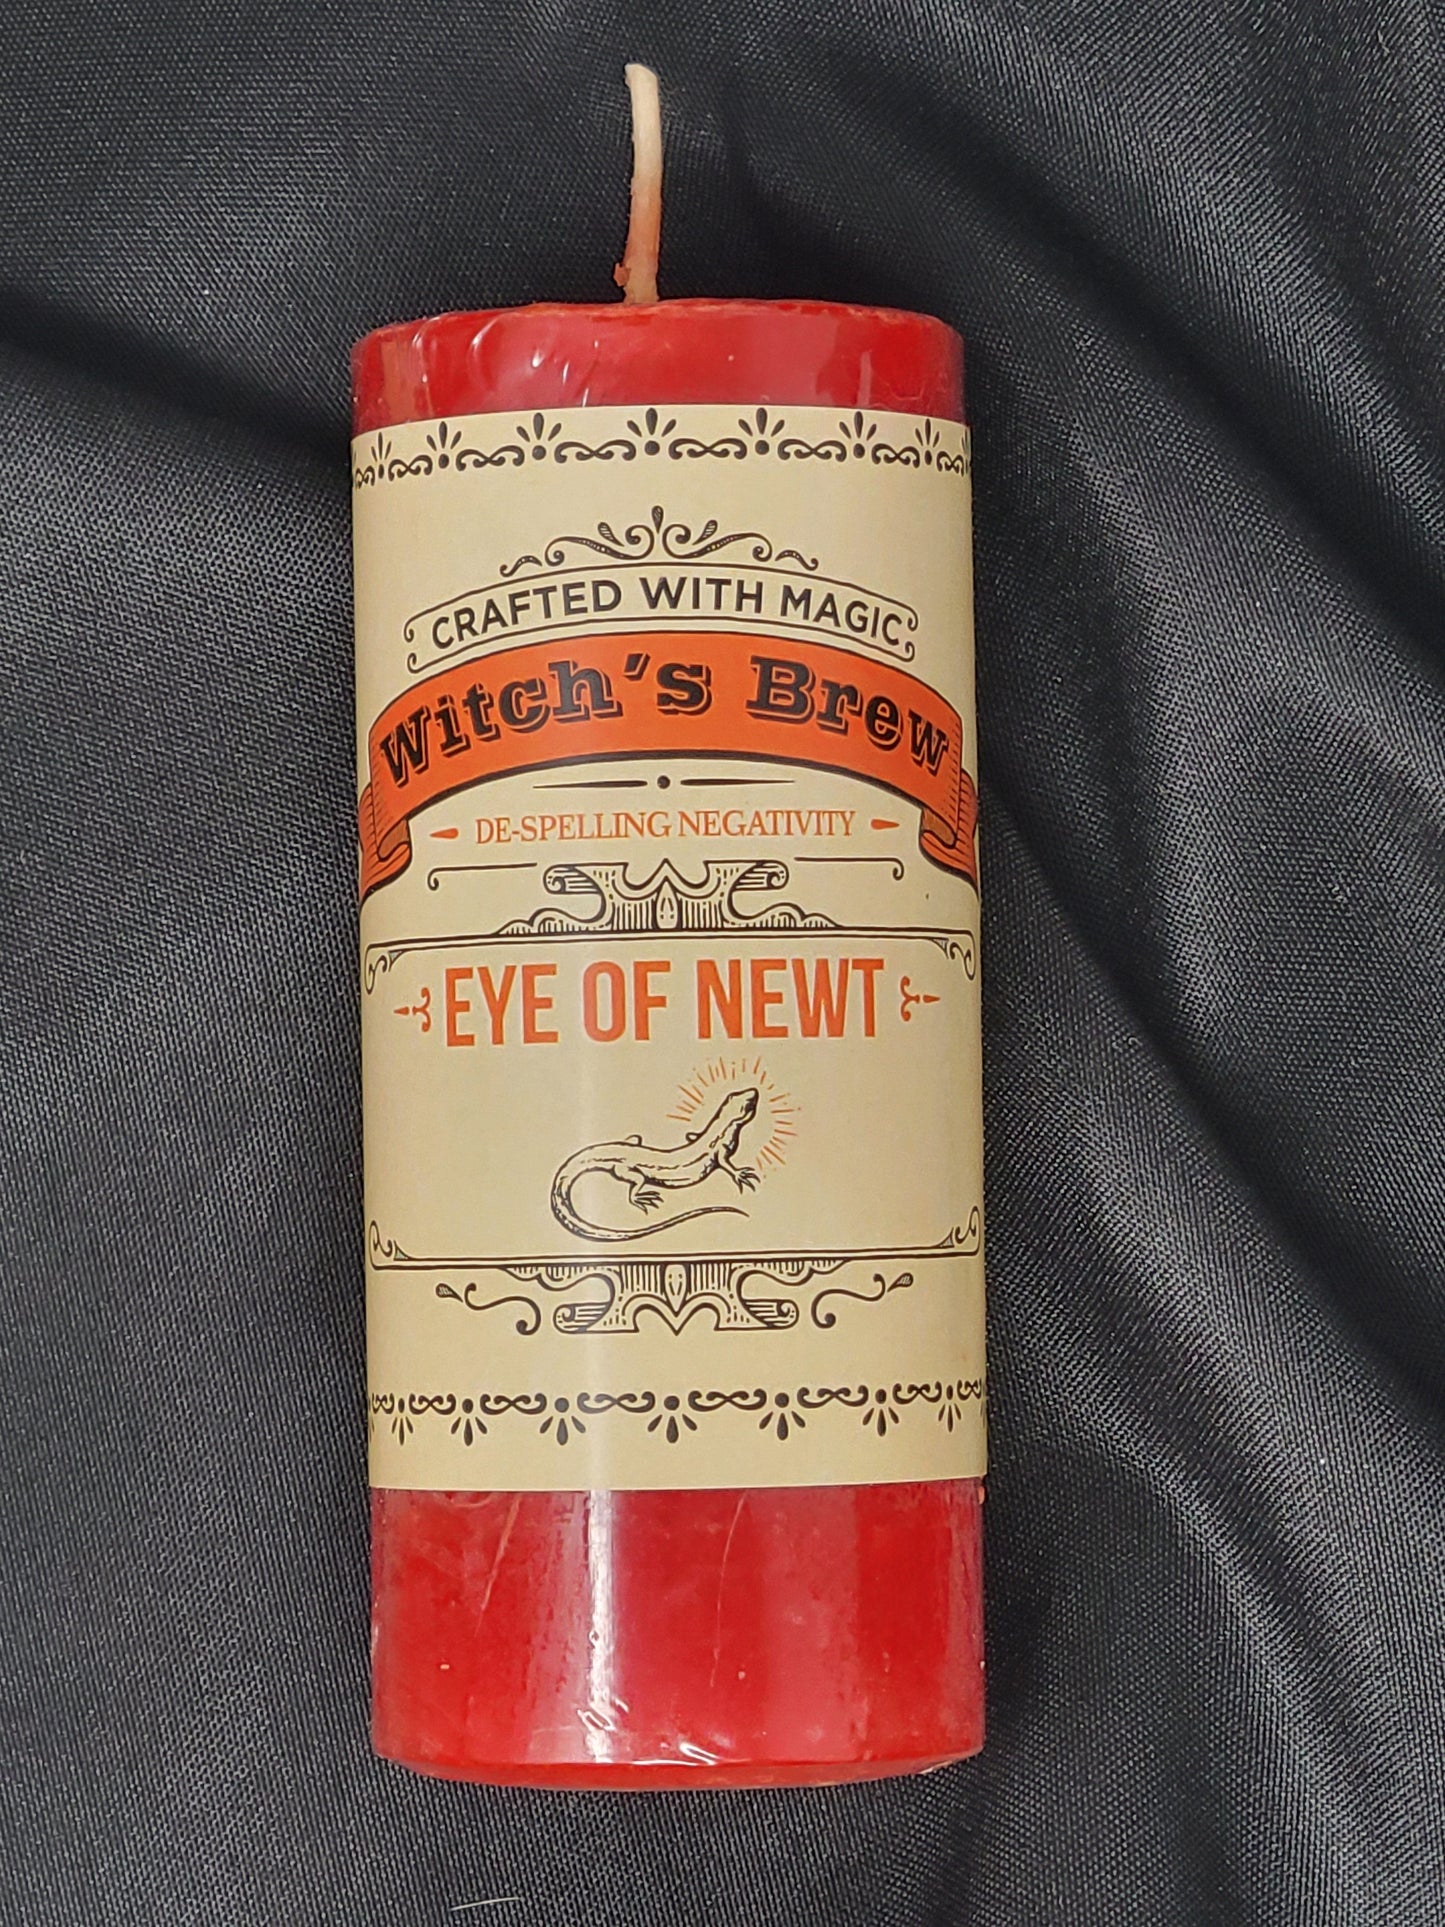 CRAFTED WITH MAGIC
Witch's Brew
DE-SPELLING NEGATIVITY
EYE OF NEWT